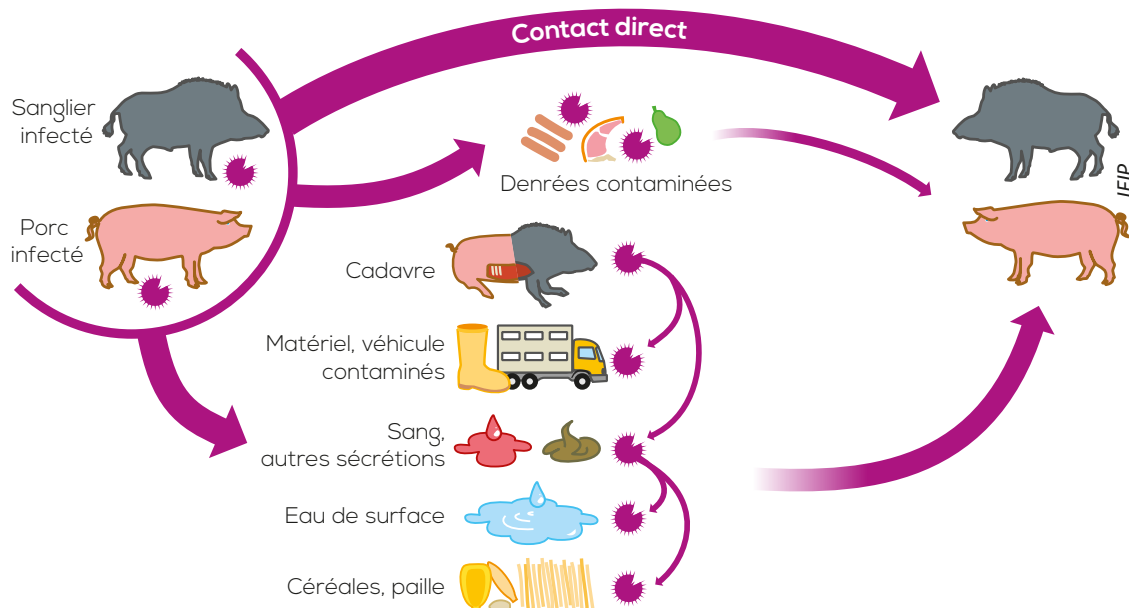 Contact direct
Sanglier
infecté
Denrées contaminées
IFIP
Porc
infecté
Cadavre
Matériel, véhicule
contaminés
Sang,
autres sécrétions
Eau de surface
Céréales, paille